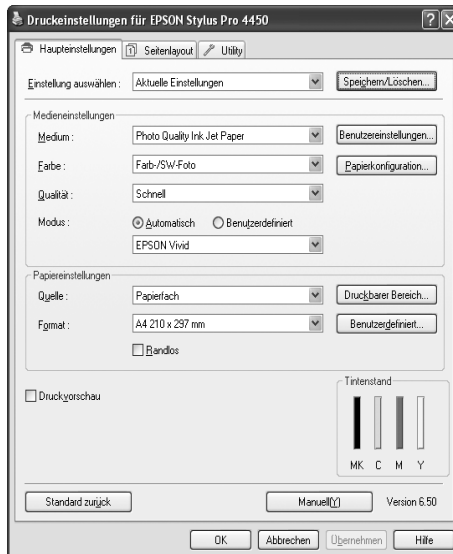 Druckeinstellungen für EPSON Stylus Pro 4450
Haupteinstellungen 1 Seitenlayout Utility
Einstellung auswählen : Aktuelle Einstellungen Speichern/Löschen...
Medieneinstellungen
Medium : Photo Quality Ink Jet Paper Benutzereinstellungen...
Farbe : Farb-/SW-Foto Papierkonfiguration...
Qualität : Schnell
Modus : Automatisch Benutzerdefiniert
EPSON Vivid
Papiereinstellungen
Quelle : Papierfach Druckbarer Bereich...
Format : A4 210 x 297 mm Benutzerdefiniert...
Randlos
Druckvorschau
Tintenstand
MK C M Y
Standard zurück Manuell(Y) Version 6.50
OK Abbrechen Übernehmen Hilfe